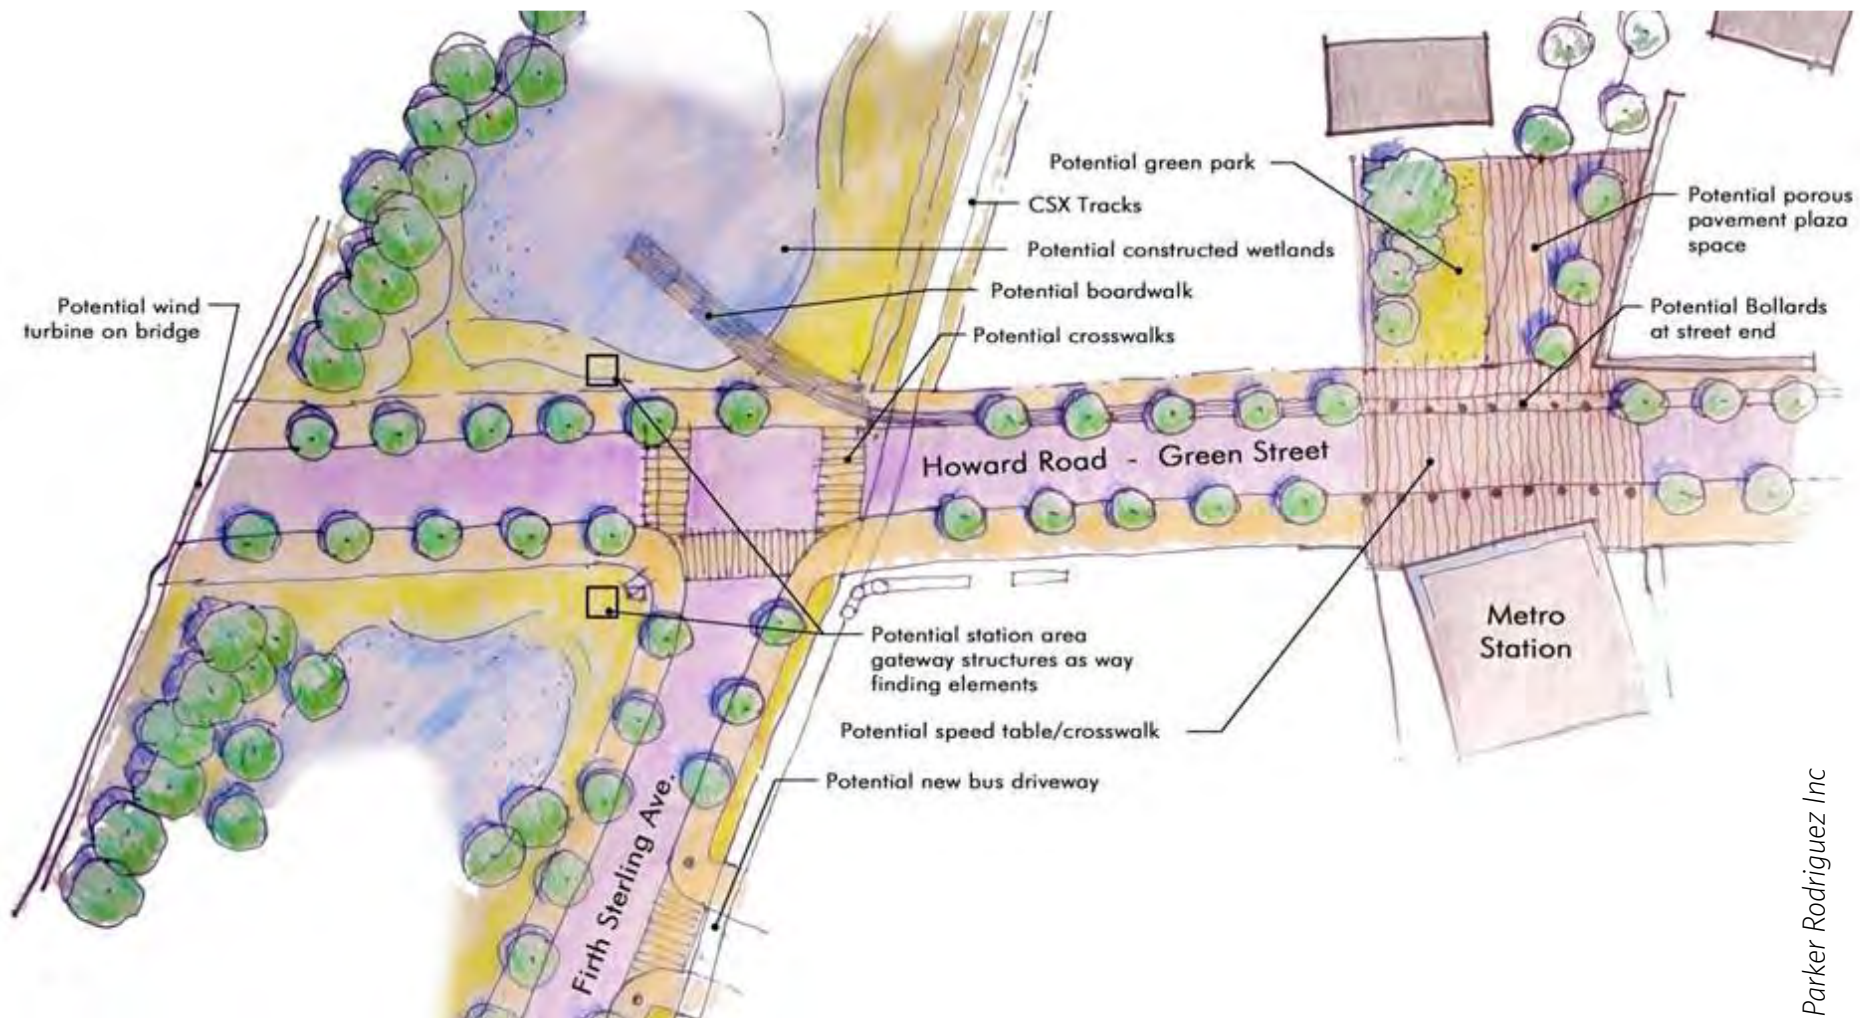 Potential green park
CSX Tracks
Potential constructed wetlands
Potential boardwalk
Potential crosswalks
Potential porous
pavement plaza
space
Potential Bollards
at street end
Potential wind
turbine on bridge
Howard Road - Green Street
Metro
Station
Potential station area
gateway structures as way
finding elements
Potential speed table/crosswalk
Potential new bus driveway
Firth Sterling Ave.
Parker Rodriguez Inc